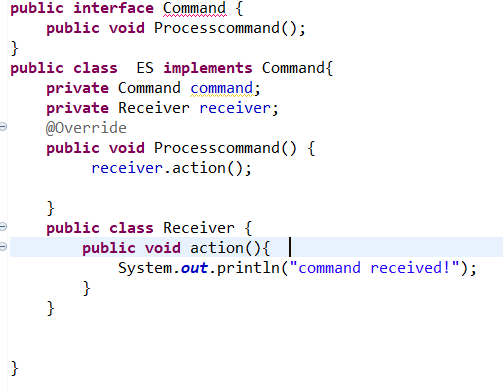 public interface Command {
    public void Processcommand();
}
public class  ES implements Command{
    private Command command;
    private Receiver receiver;
    @Override
    public void Processcommand() {
         receiver.action();
    }
    public class Receiver {
        public void action(){
            System.out.println("command received!");
        }
    }
}